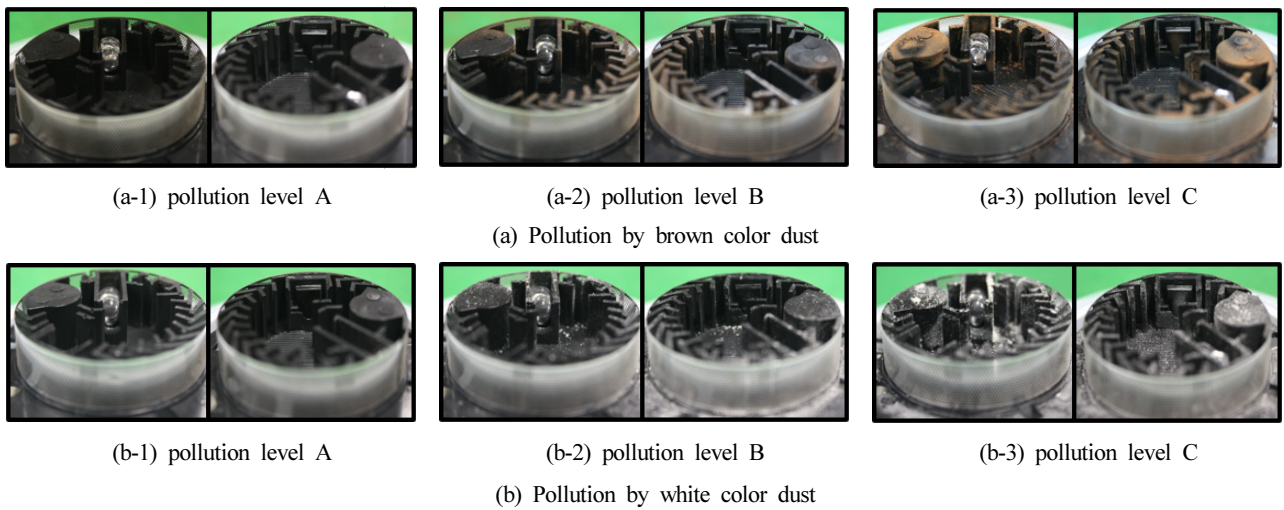 (a-1) pollution level A
(a-2) pollution level B
(a-3) pollution level C
(a) Pollution by brown color dust
(b-1) pollution level A
(b-2) pollution level B
(b-3) pollution level C
(b) Pollution by white color dust